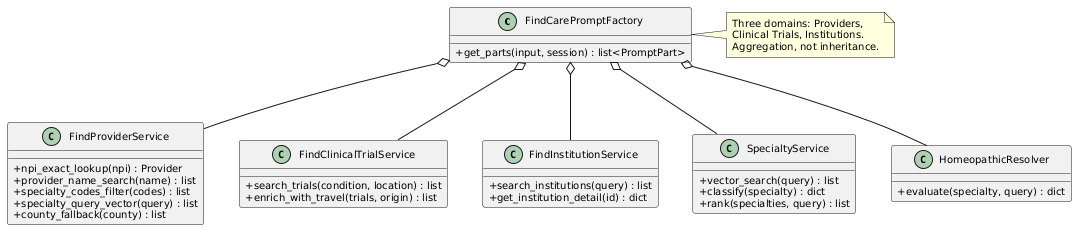 C FindCarePromptFactory
+get_parts(input, session) : list<PromptPart>
Three domains: Providers,
Clinical Trials, Institutions.
Aggregation, not inheritance.
C FindProviderService
+npi_exact_lookup(npi) : Provider
+provider_name_search(name) : list
+specialty_codes_filter(codes) : list
+specialty_query_vector(query) : list
+county_fallback(county) : list
C FindClinicalTrialService
+search_trials(condition, location) : list
+enrich_with_travel(trials, origin) : list
C FindInstitutionService
+search_institutions(query) : list
+get_institution_detail(id) : dict
C SpecialtyService
+vector_search(query) : list
+classify(specialty) : dict
+rank(specialties, query) : list
C HomeopathicResolver
+evaluate(specialty, query) : dict